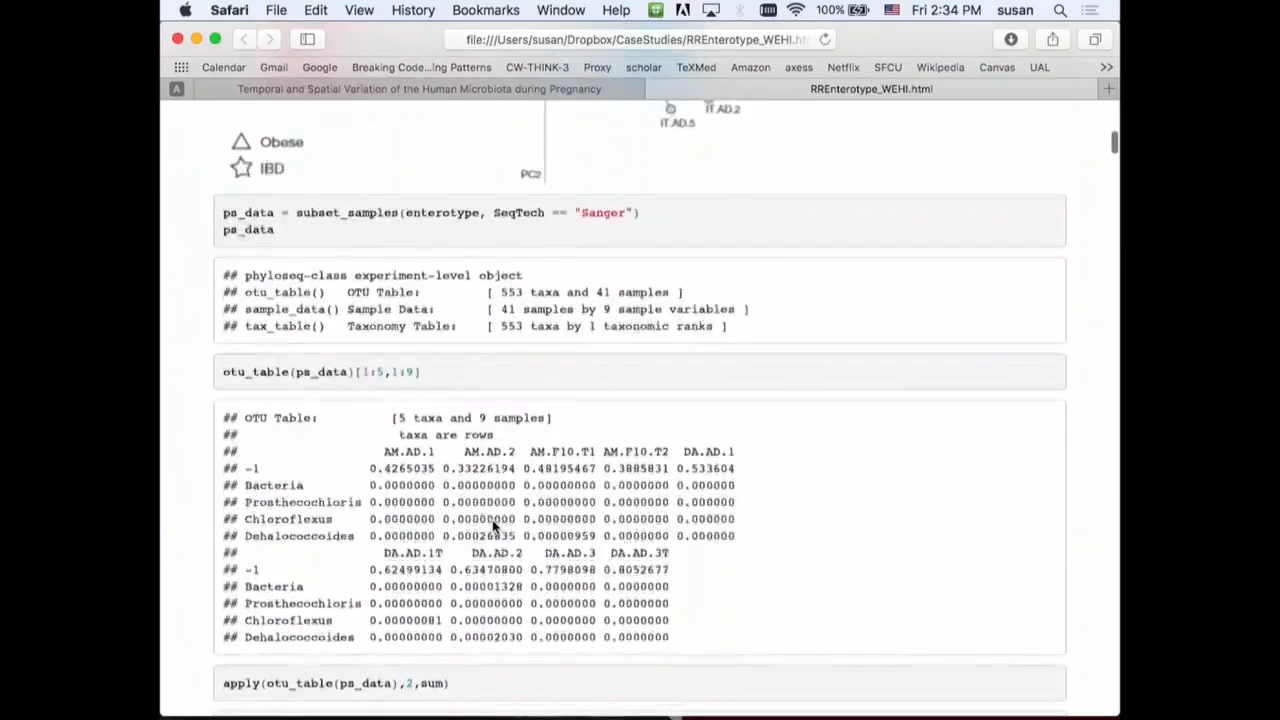 Safari File Edit View History Bookmarks Window Help 100% Fri 2:34 PM susan
file:///Users/susan/Dropbox/CaseStudies/RREnterotype_WEHI.htm
Calendar Gmail Google Breaking Code...ing Patterns CW-THINK-3 Proxy scholar TeXMed Amazon axess Netflix SFCU Wikipedia Canvas UAL >>
A Temporal and Spatial Variation of the Human Microbiota during Pregnancy RREnterotype_WEHI.html +
IT.AD.2
IT.AD.5
Obese
IBD
PC2
ps_data = subset_samples(enterotype, SeqTech == "Sanger")
ps_data
## phyloseq-class experiment-level object
## otu_table() OTU Table: [ 553 taxa and 41 samples ]
## sample_data() Sample Data: [ 41 samples by 9 sample variables ]
## tax_table() Taxonomy Table: [ 553 taxa by 1 taxonomic ranks ]
otu_table(ps_data)[1:5,1:9]
## OTU Table: [5 taxa and 9 samples]
## taxa are rows
## AM.AD.1 AM.AD.2 AM.F10.T1 AM.F10.T2 DA.AD.1
## -1 0.4265035 0.33226194 0.48195467 0.3885831 0.533604
## Bacteria 0.0000000 0.00000000 0.00000000 0.0000000 0.000000
## Prosthecochloris 0.0000000 0.00000000 0.00000000 0.0000000 0.000000
## Chloroflexus 0.0000000 0.00000000 0.00000000 0.0000000 0.000000
## Dehalococcoides 0.0000000 0.00000959 0.0000000 0.000000
## DA.AD.1T DA.AD.2 DA.AD.3 DA.AD.3T
## -1 0.62499134 0.63470800 0.7798098 0.8052677
## Bacteria 0.00000000 0.00001328 0.0000000 0.0000000
## Prosthecochloris 0.00000000 0.00000000 0.0000000 0.0000000
## Chloroflexus 0.00000081 0.00000000 0.0000000 0.0000000
## Dehalococcoides 0.00000000 0.00002030 0.0000000 0.0000000
apply(otu_table(ps_data),2,sum)